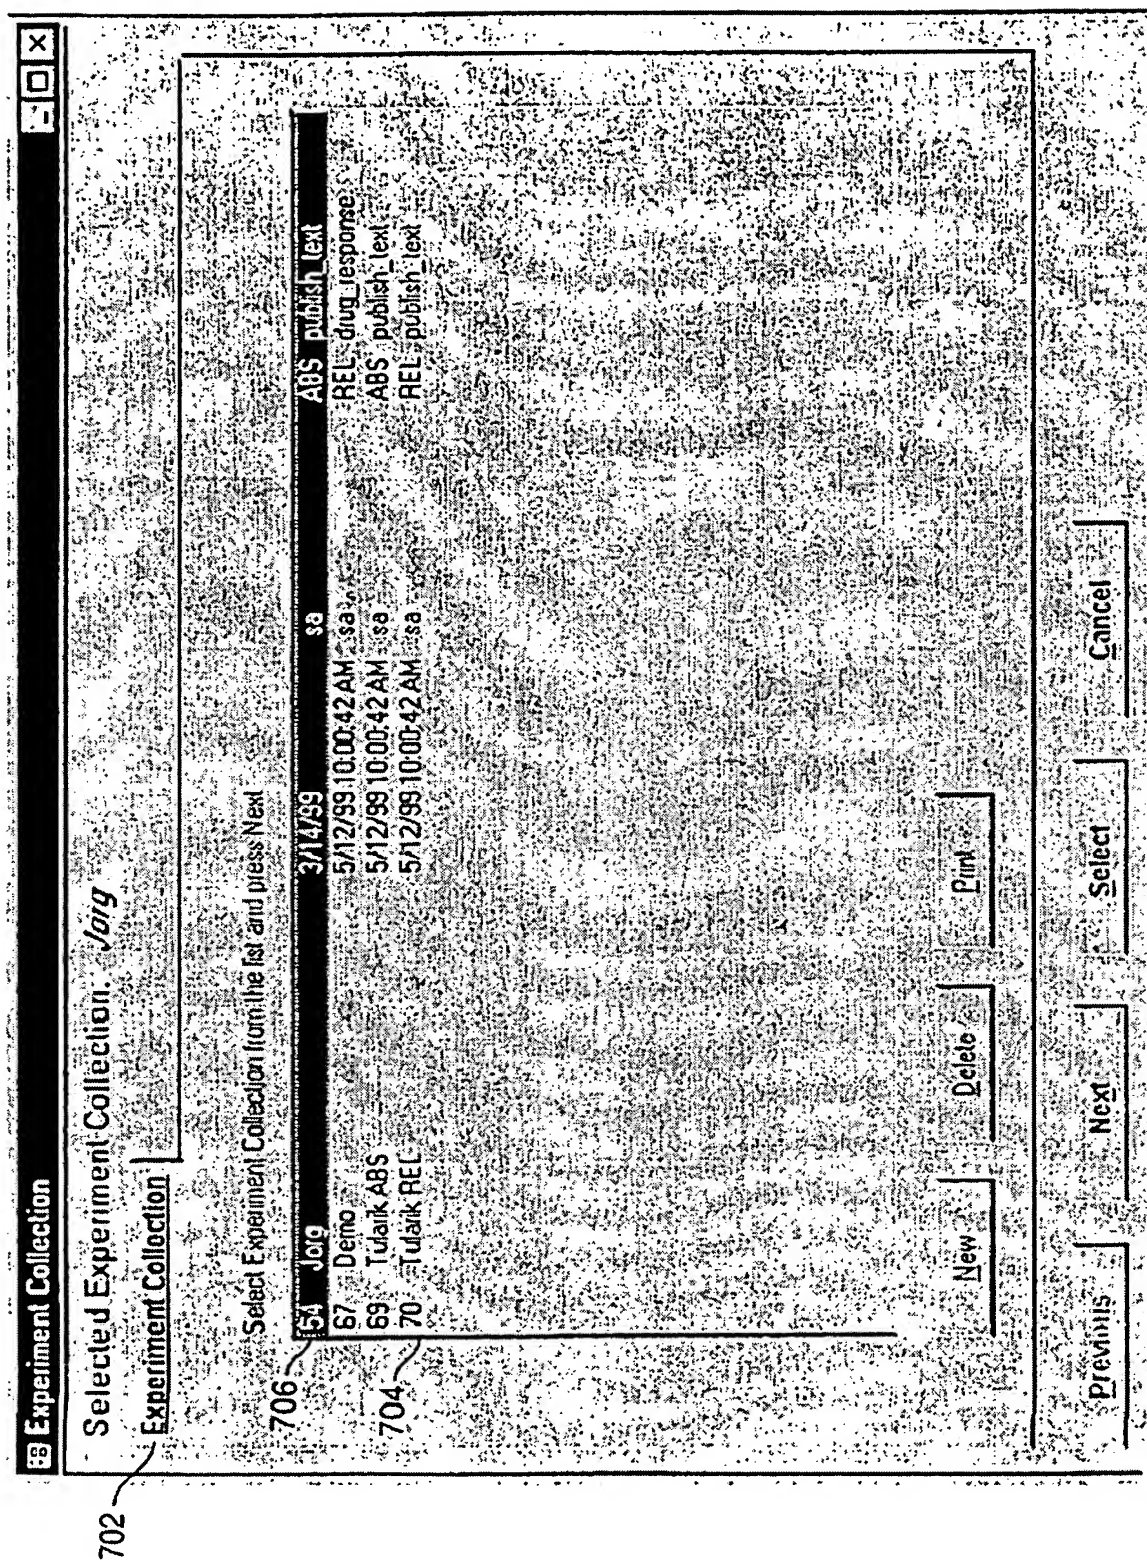 Experiment Collection
Selected Experiment Collection: Jorg
702
Experiment Collection
Select Experiment Collection from the list and press Next
706
54 Jorg 3/14/99 sa ABS publish_text
67 Demo 5/12/99 10:00:42 AM sa REL drug_response
69 Tularik ABS 5/12/99 10:00:42 AM sa ABS publish_text
704
70 Tularik REL 5/12/99 10:00:42 AM sa REL publish_text
New Delete Print
Previous Next Select Cancel